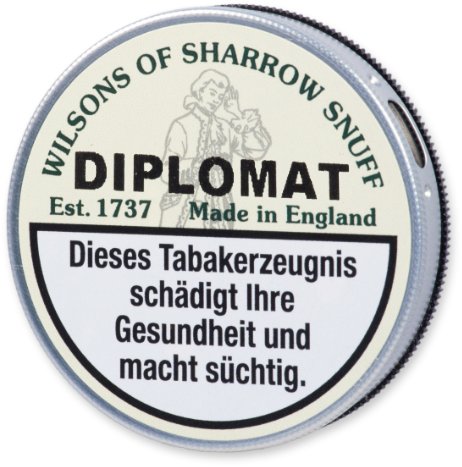 WILSONS OF SHARROW SNUFF
DIPLOMAT
Est. 1737 Made in England
Dieses Tabakerzeugnis
schädigt Ihre
Gesundheit und
macht süchtig.